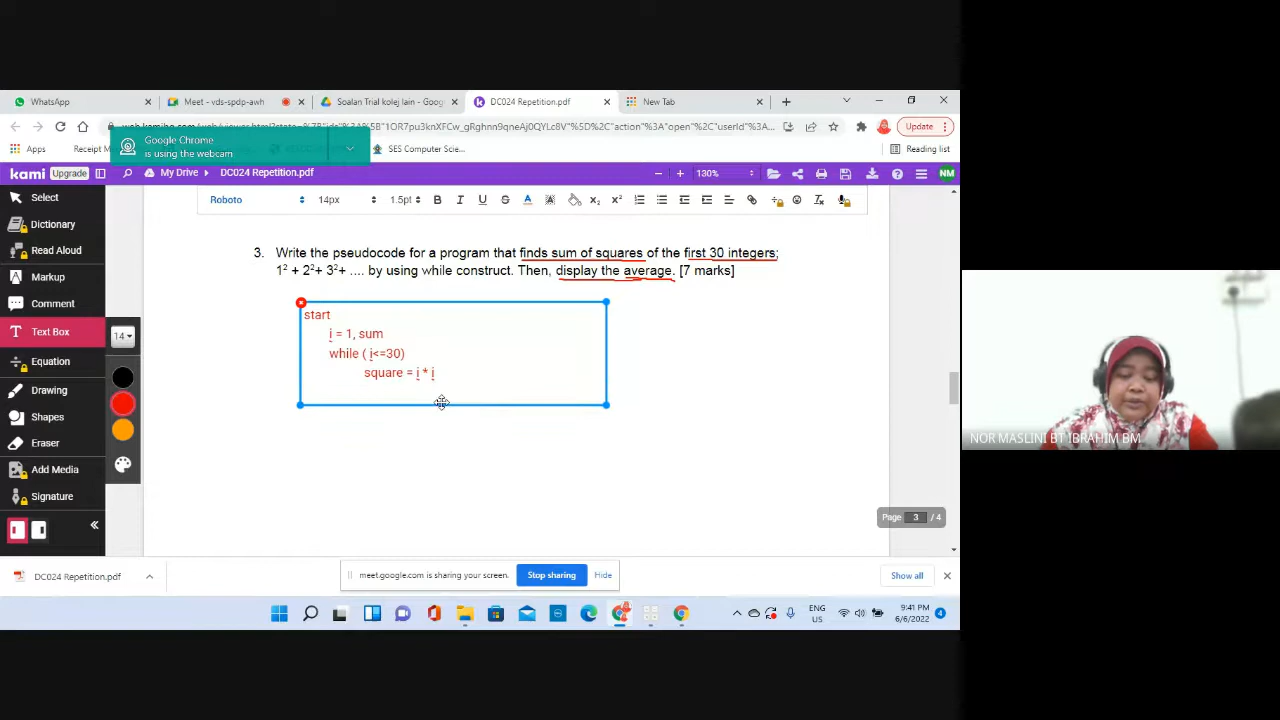 WhatsApp
Meet - vds-spdp-awh
Soalan Trial kolej lain - Goog
DC024 Repetition.pdf
New Tab
Google Chrome
is using the webcam
Update
Apps
Receipt M
SES Computer Scie...
Reading list
kami
Upgrade
My Drive
DC024 Repetition.pdf
130%
NM
Select
Dictionary
Read Aloud
Markup
Comment
Text Box
Equation
Drawing
Shapes
Eraser
Add Media
Signature
14
Roboto
14px
1.5pt
3. Write the pseudocode for a program that finds sum of squares of the first 30 integers;
1² + 2²+ 3²+ .... by using while construct. Then, display the average. [7 marks]
start
i = 1, sum
while ( i<=30)
square = i * i
Page 3 / 4
NOR MASLINI BT IBRAHIM BM
DC024 Repetition.pdf
meet.google.com is sharing your screen.
Stop sharing
Hide
Show all
ENG
US
9:41 PM
6/6/2022
4